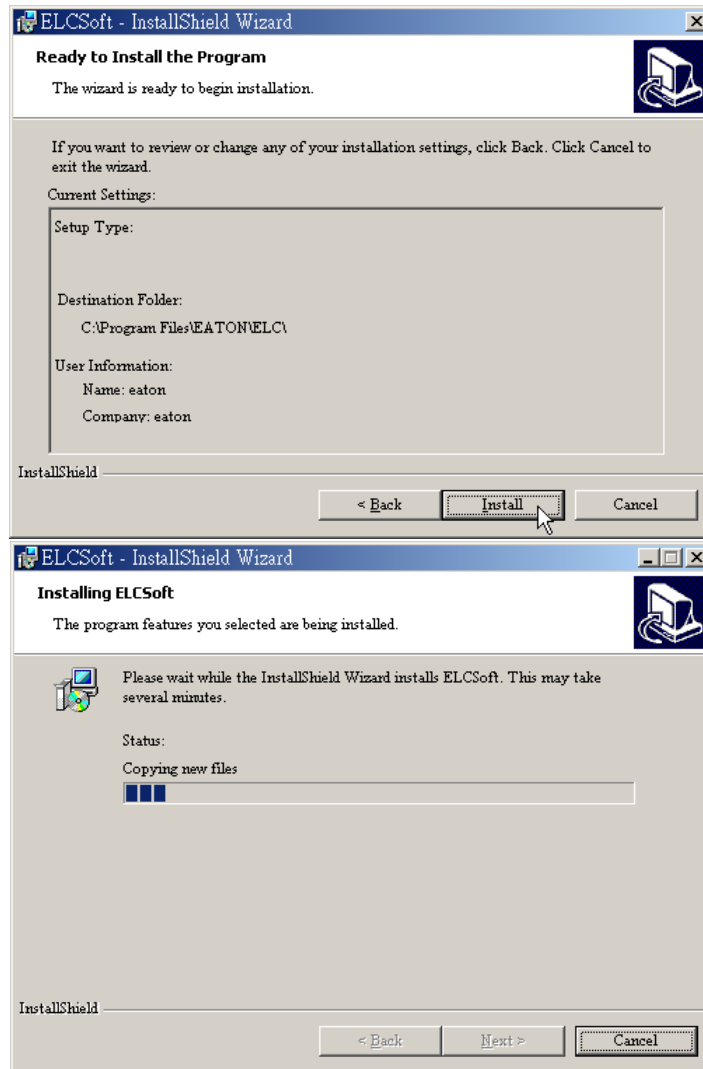 ELCSoft - InstallShield Wizard
Ready to Install the Program
The wizard is ready to begin installation.
If you want to review or change any of your installation settings, click Back. Click Cancel to
exit the wizard.
Current Settings:
Setup Type:
Destination Folder:
C:\Program Files\EATON\ELC\
User Information:
Name: eaton
Company: eaton
InstallShield
< Back Install Cancel
ELCSoft - InstallShield Wizard
Installing ELCSoft
The program features you selected are being installed.
Please wait while the InstallShield Wizard installs ELCSoft. This may take
several minutes.
Status:
Copying new files
InstallShield
< Back Next > Cancel